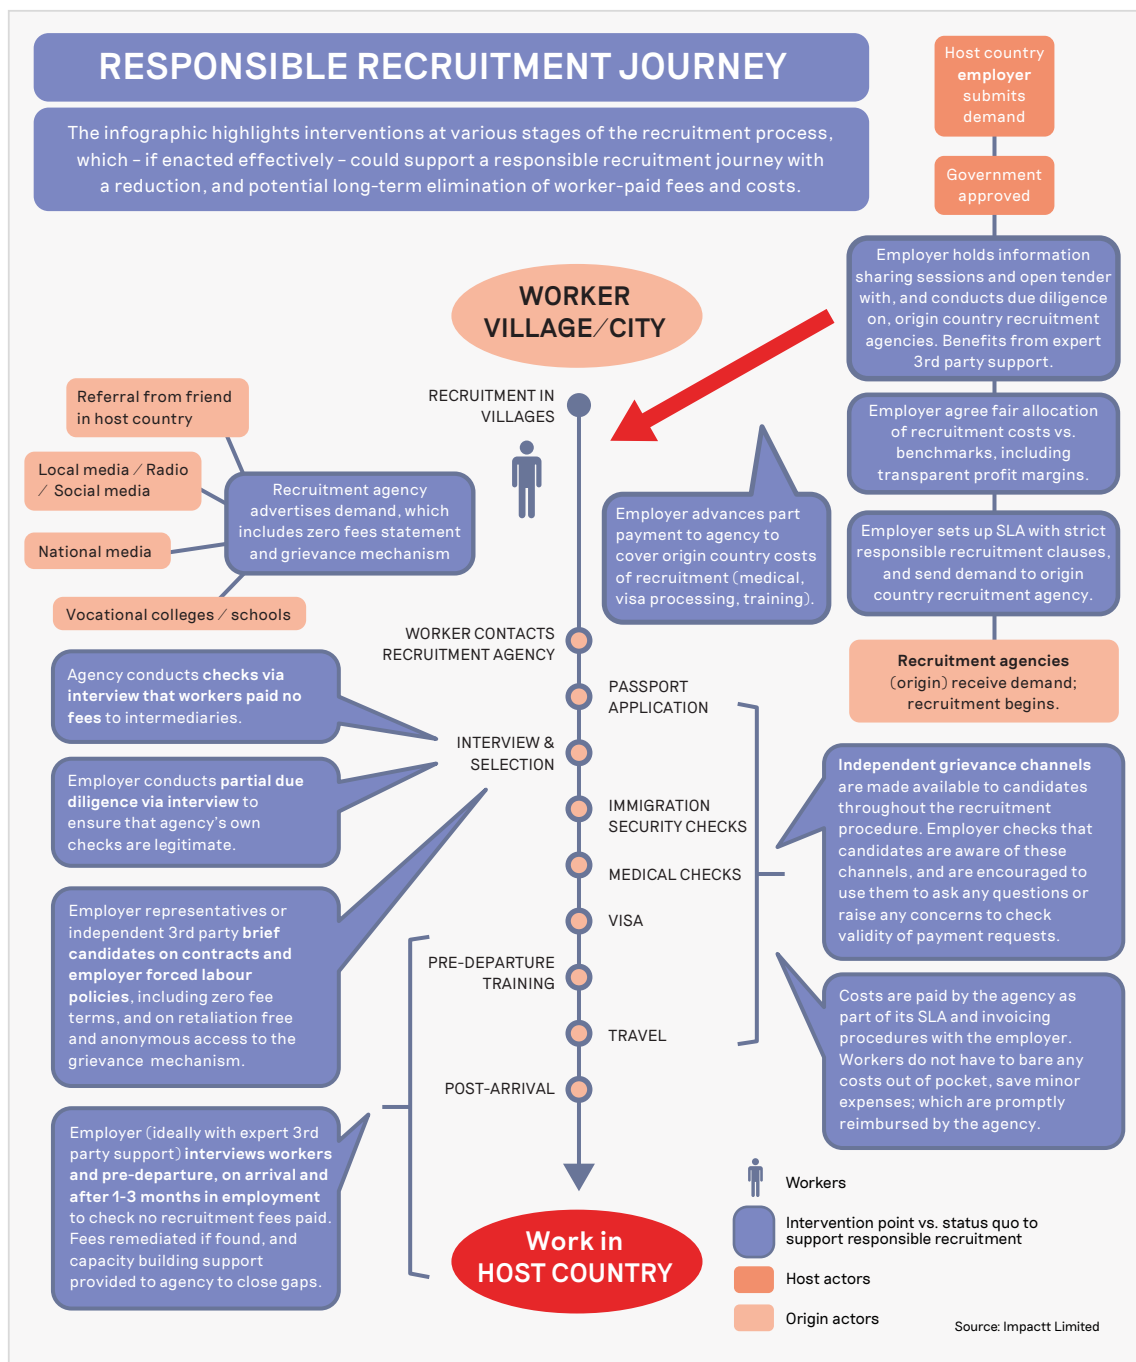 RESPONSIBLE RECRUITMENT JOURNEY
The infographic highlights interventions at various stages of the recruitment process,
which – if enacted effectively – could support a responsible recruitment journey with
a reduction, and potential long-term elimination of worker-paid fees and costs.
Host country
employer
submits
demand
Government
approved
Employer holds information
sharing sessions and open tender
with, and conducts due diligence
on, origin country recruitment
agencies. Benefits from expert
3rd party support.
Employer agree fair allocation
of recruitment costs vs.
benchmarks, including
transparent profit margins.
Employer sets up SLA with strict
responsible recruitment clauses,
and send demand to origin
country recruitment agency.
Recruitment agencies
(origin) receive demand;
recruitment begins.
WORKER
VILLAGE/CITY
RECRUITMENT IN
VILLAGES
Referral from friend
in host country
Local media / Radio
/ Social media
National media
Vocational colleges / schools
Recruitment agency
advertises demand, which
includes zero fees statement
and grievance mechanism
Employer advances part
payment to agency to
cover origin country costs
of recruitment (medical,
visa processing, training).
WORKER CONTACTS
RECRUITMENT AGENCY
PASSPORT
APPLICATION
INTERVIEW &
SELECTION
IMMIGRATION
SECURITY CHECKS
MEDICAL CHECKS
VISA
PRE-DEPARTURE
TRAINING
TRAVEL
POST-ARRIVAL
Agency conducts checks via
interview that workers paid no
fees to intermediaries.
Employer conducts partial due
diligence via interview to
ensure that agency's own
checks are legitimate.
Employer representatives or
independent 3rd party brief
candidates on contracts and
employer forced labour
policies, including zero fee
terms, and on retaliation free
and anonymous access to the
grievance mechanism.
Employer (ideally with expert 3rd
party support) interviews workers
and pre-departure, on arrival and
after 1-3 months in employment
to check no recruitment fees paid.
Fees remediated if found, and
capacity building support
provided to agency to close gaps.
Independent grievance channels
are made available to candidates
throughout the recruitment
procedure. Employer checks that
candidates are aware of these
channels, and are encouraged to
use them to ask any questions or
raise any concerns to check
validity of payment requests.
Costs are paid by the agency as
part of its SLA and invoicing
procedures with the employer.
Workers do not have to bare any
costs out of pocket, save minor
expenses; which are promptly
reimbursed by the agency.
Work in
HOST COUNTRY
Workers
Intervention point vs. status quo to
support responsible recruitment
Host actors
Origin actors
Source: Impactt Limited